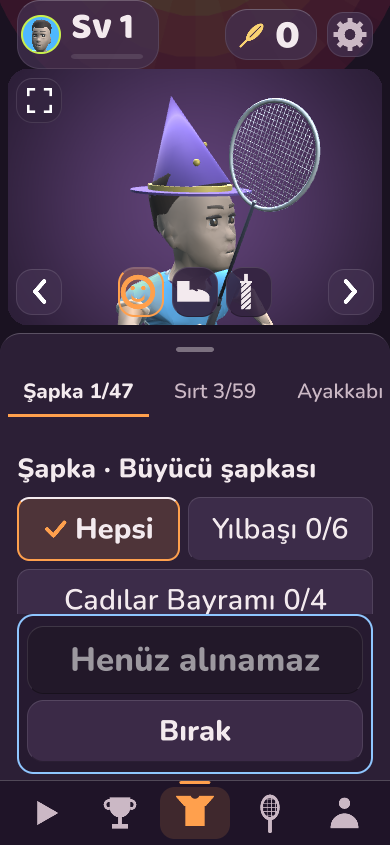 Sv 1
0
Şapka 1/47
Sırt 3/59
Ayakkabı
Şapka · Büyücü şapkası
Hepsi
Yılbaşı 0/6
Cadılar Bayramı 0/4
Henüz alınamaz
Bırak